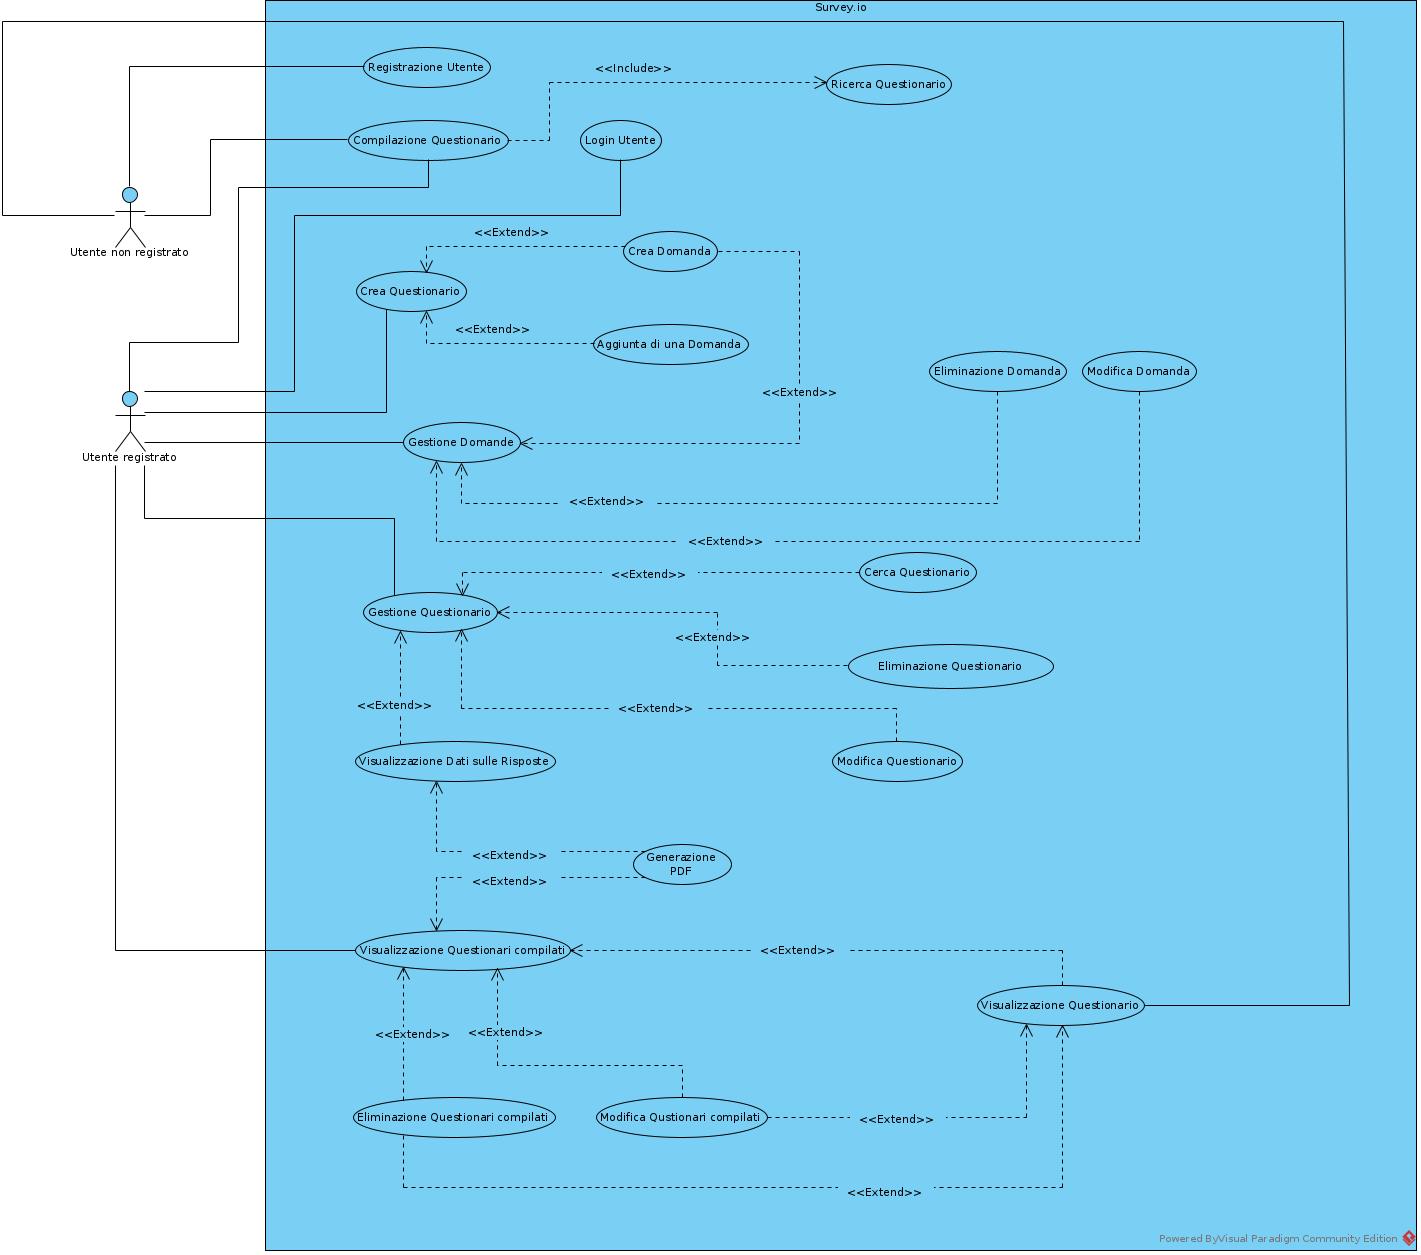 Survey.io
Registrazione Utente
<<Include>>
Ricerca Questionario
Compilazione Questionario
Login Utente
Utente non registrato
<<Extend>>
Crea Domanda
Crea Questionario
<<Extend>>
Aggiunta di una Domanda
Eliminazione Domanda
Modifica Domanda
<<Extend>>
Gestione Domande
Utente registrato
<<Extend>>
<<Extend>>
Cerca Questionario
<<Extend>>
Gestione Questionario
<<Extend>>
Eliminazione Questionario
<<Extend>>
<<Extend>>
Visualizzazione Dati sulle Risposte
Modifica Questionario
<<Extend>>
Generazione
PDF
<<Extend>>
Visualizzazione Questionari compilati
<<Extend>>
Visualizzazione Questionario
<<Extend>>
<<Extend>>
Eliminazione Questionari compilati
Modifica Qustionari compilati
<<Extend>>
<<Extend>>
Powered ByVisual Paradigm Community Edition